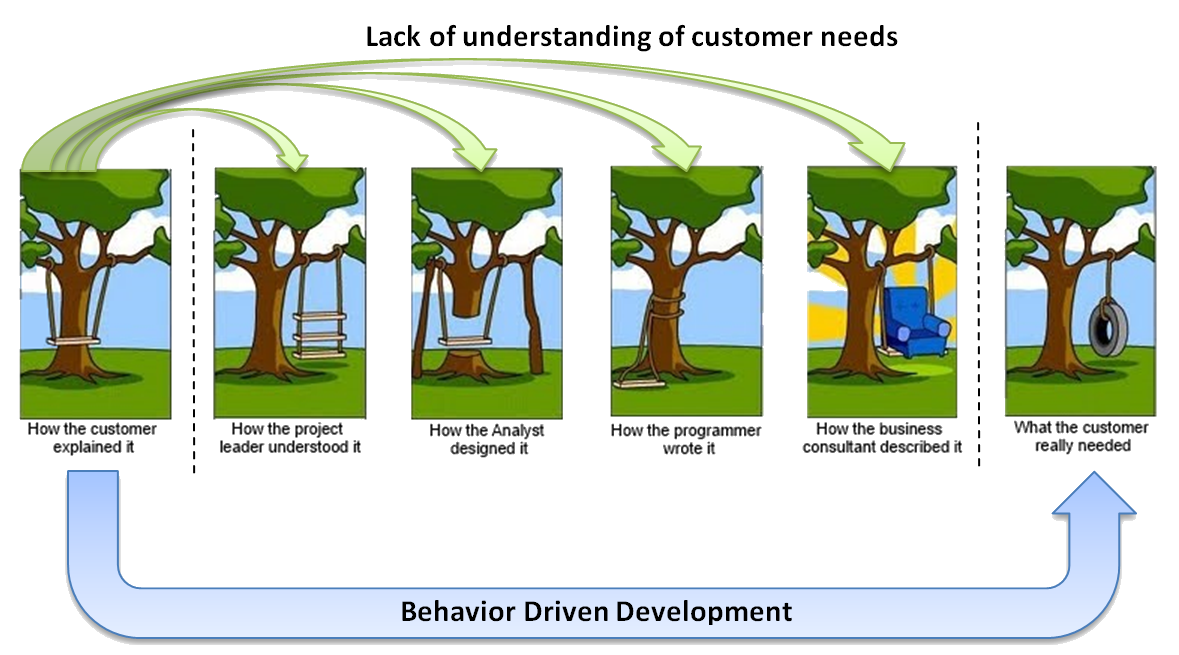 Lack of understanding of customer needs
How the customer
explained it
How the project
leader understood it
How the Analyst
designed it
How the programmer
wrote it
How the business
consultant described it
What the customer
really needed
Behavior Driven Development